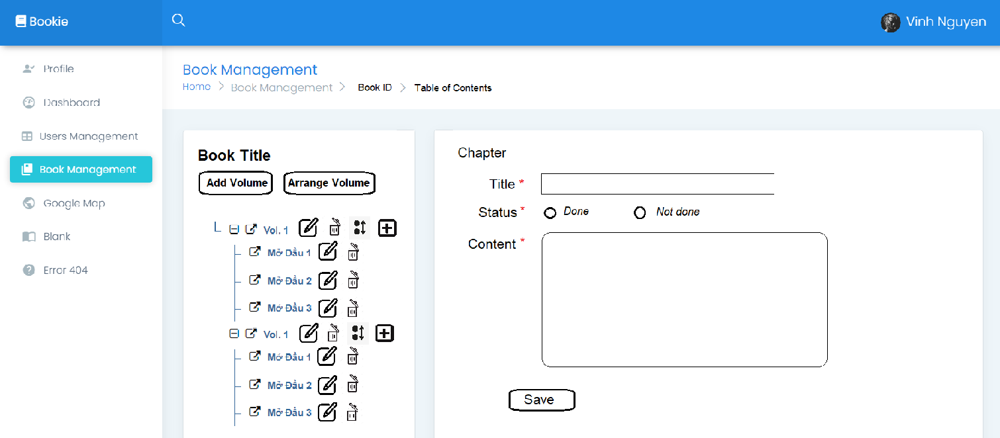 Bookie
Vinh Nguyen
Profile
Dashboard
Users Management
Book Management
Google Map
Blank
Error 404
Book Management
Home > Book Management > Book ID > Table of Contents
Book Title
Add Volume Arrange Volume
Vol. 1
Mở Đầu 1
Mở Đầu 2
Mở Đầu 3
Vol. 1
Mở Đầu 1
Mở Đầu 2
Mở Đầu 3
Chapter
Title *
Status * Done Not done
Content *
Save